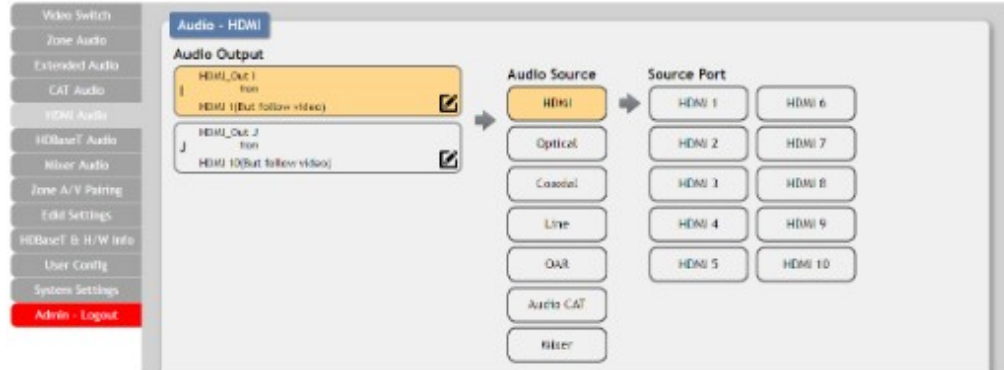 Video Switch
Zone Audio
Extended Audio
CAT Audio
HDMI Audio
HDBaseT Audio
Mixer Audio
Zone A/V Pairing
Edid Settings
HDBaseT & H/W Info
User Config
System Settings
Admin - Logout
Audio - HDMI
Audio Output
I
HDMI_Out I
from
HDMI 1(But follow video)
J
HDMI_Out J
from
HDMI 10(But follow video)
Audio Source
HDMI
Optical
Coaxial
Line
OAR
Audio CAT
Mixer
Source Port
HDMI 1
HDMI 6
HDMI 2
HDMI 7
HDMI 3
HDMI 8
HDMI 4
HDMI 9
HDMI 5
HDMI 10